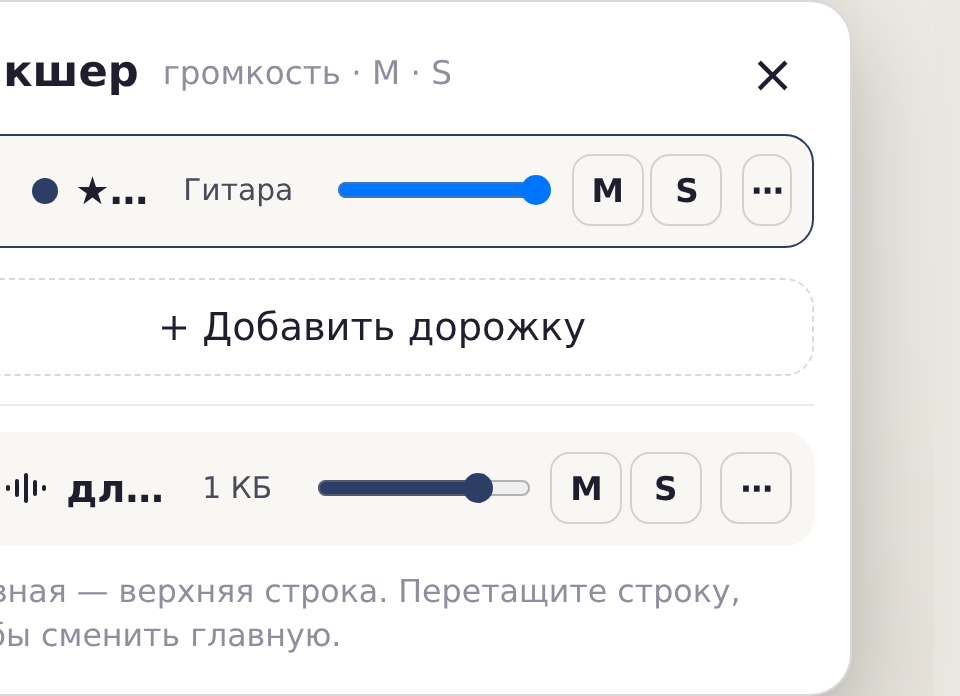 кшер громкость · M · S ×
★... Гитара M S ...
+ Добавить дорожку
дл... 1 КБ M S ...
вная — верхняя строка. Перетащите строку,
бы сменить главную.